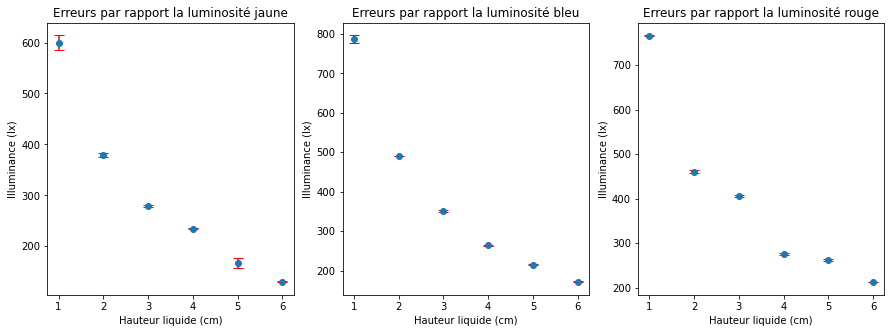 Erreurs par rapport la luminosité jaune
600
500
400
300
200
Illuminance (lx)
1 2 3 4 5 6
Hauteur liquide (cm)
Erreurs par rapport la luminosité bleu
800
700
600
500
400
300
200
Illuminance (lx)
1 2 3 4 5 6
Hauteur liquide (cm)
Erreurs par rapport la luminosité rouge
700
600
500
400
300
200
Illuminance (lx)
1 2 3 4 5 6
Hauteur liquide (cm)